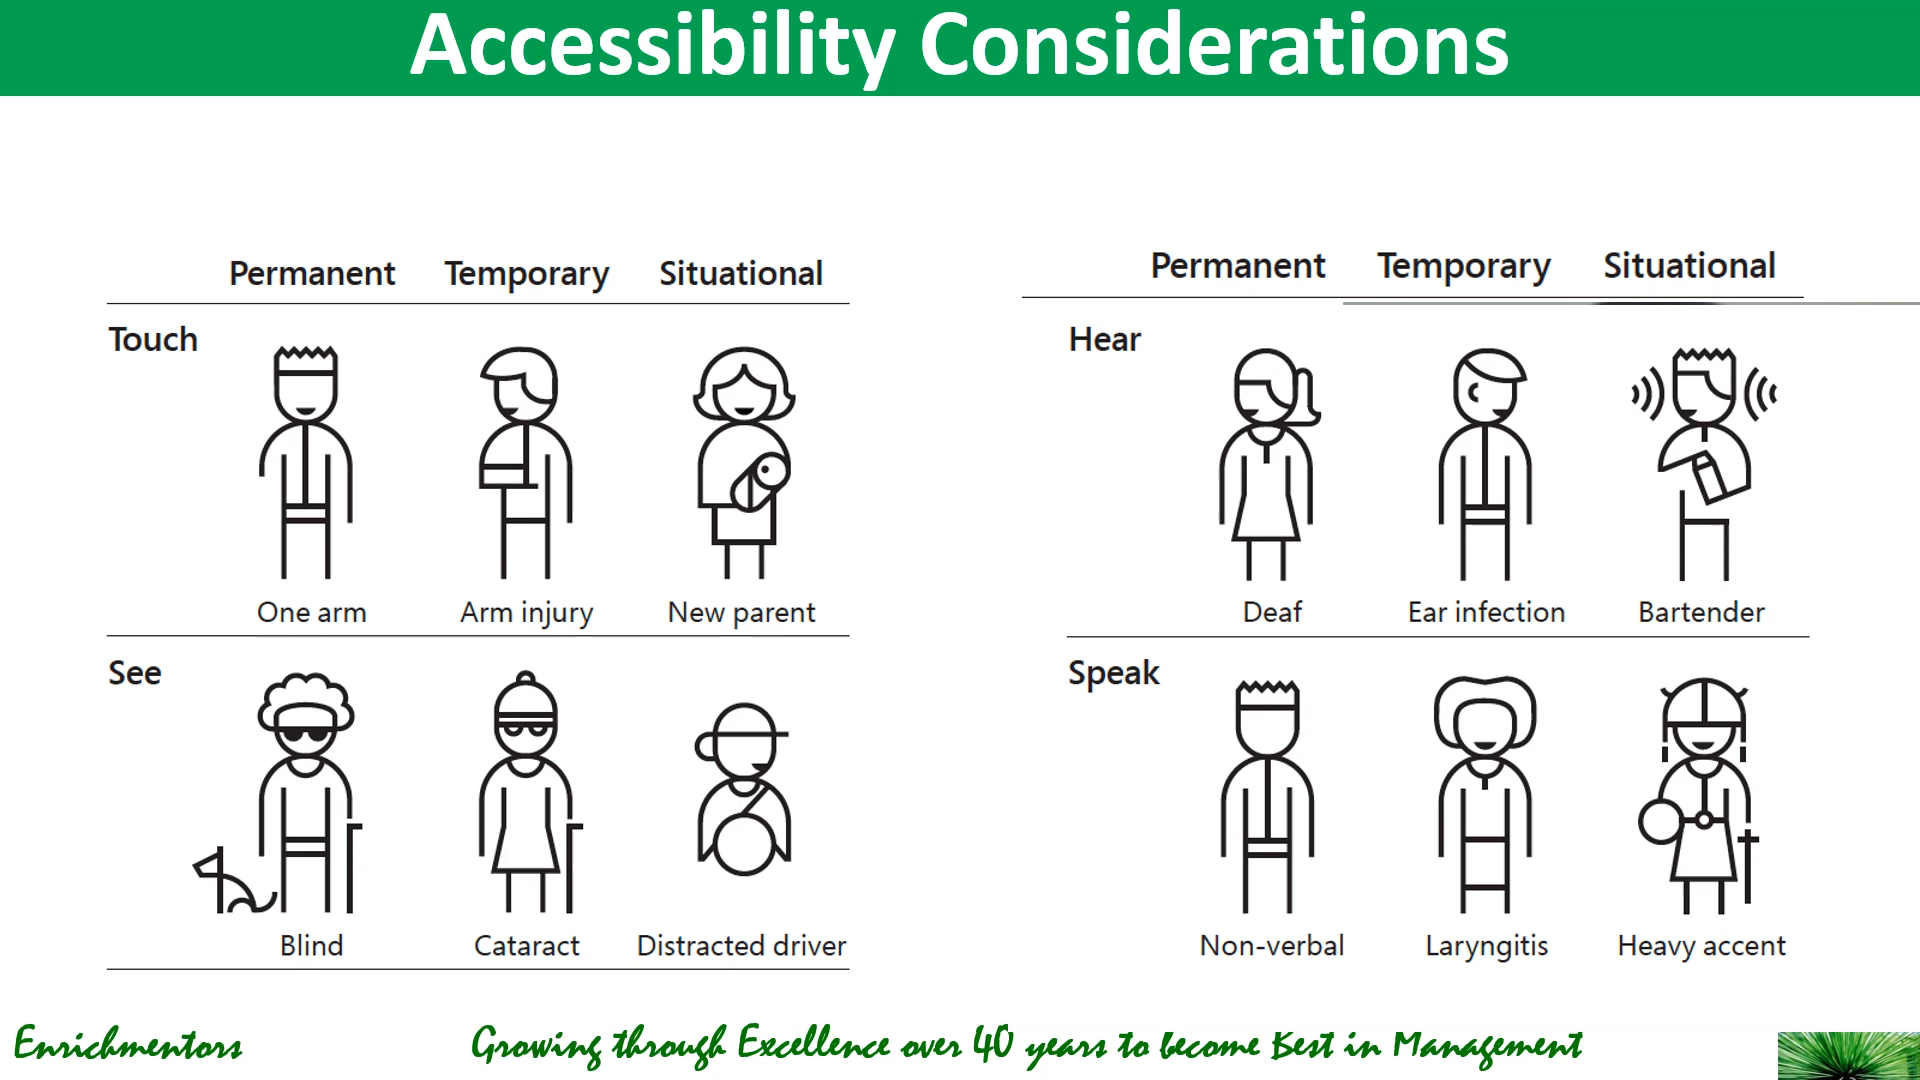 Accessibility Considerations
Permanent Temporary Situational
Touch
One arm Arm injury New parent
See
Blind Cataract Distracted driver
Permanent Temporary Situational
Hear
Deaf Ear infection Bartender
Speak
Non-verbal Laryngitis Heavy accent
Enrichmentors
Growing through Excellence over 40 years to become Best in Management